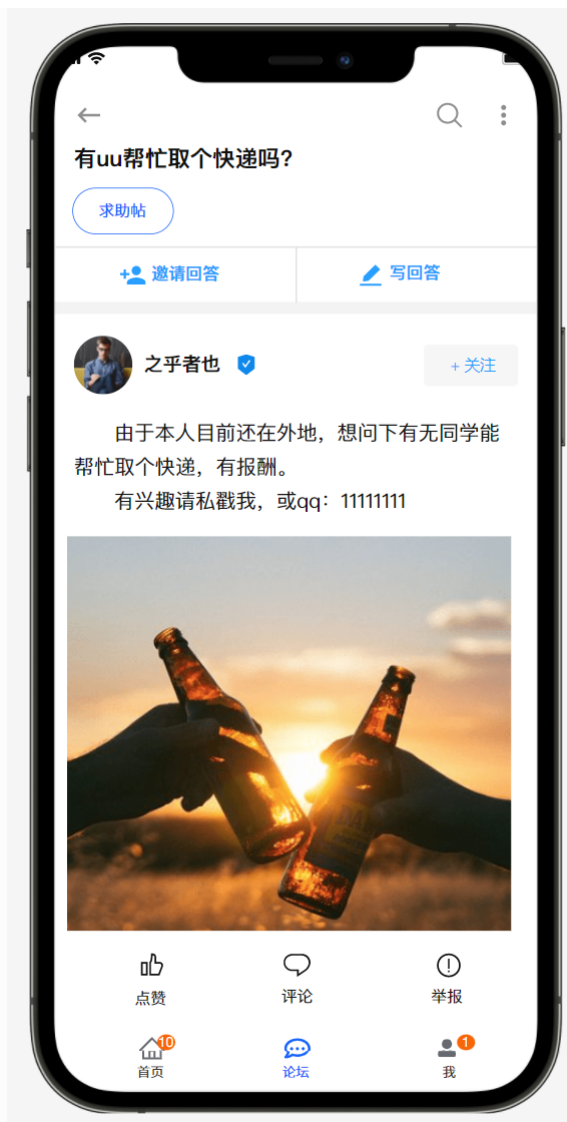 有uu帮忙取个快递吗?
求助帖
邀请回答
写回答
之乎者也
+关注
由于本人目前还在外地，想问下有无同学能
帮忙取个快递，有报酬。
有兴趣请私戳我，或qq：11111111
点赞
评论
举报
10
1
首页
论坛
我